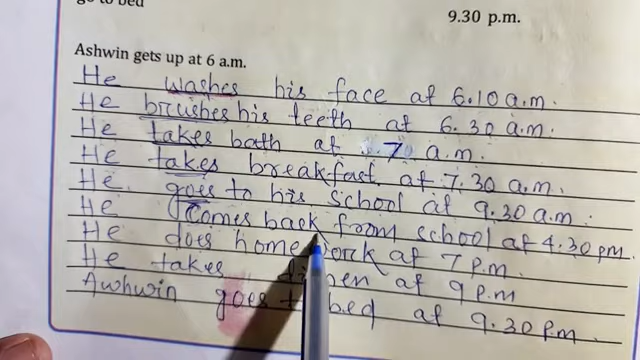 go to bed
9.30 p.m.
Ashwin gets up at 6 a.m.
He washes his face at 6.10 a.m.
He brushes his teeth at 6.30 a.m.
He takes bath at 7 a.m.
He takes breakfast at 7.30 a.m.
He goes to his school at 9.30 a.m.
He comes back from school at 4.30 p.m.
He does home work at 7 p.m.
He takes at 9 p.m
Awhwin goes bed at 9.30 p.m.